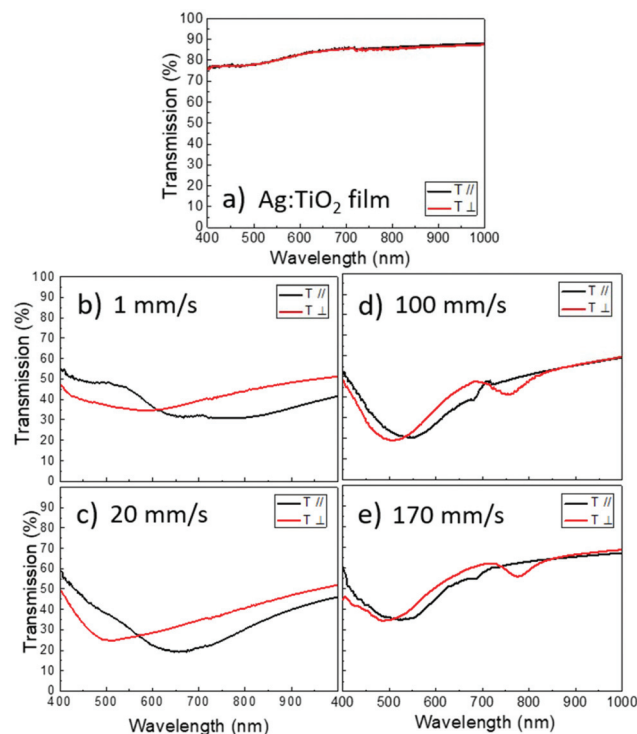 100
90
80
70
60
50
40
30
20
10
0
Transmission (%)
T //
T ⊥
a) Ag:TiO₂ film
400 500 600 700 800 900 1000
Wavelength (nm)
100
90
80
70
60
50
40
30
20
10
0
Transmission (%)
b) 1 mm/s
T //
T ⊥
d) 100 mm/s
T //
T ⊥
100
90
80
70
60
50
40
30
20
10
0
Transmission (%)
c) 20 mm/s
T //
T ⊥
400 500 600 700 800 900
Wavelength (nm)
e) 170 mm/s
T //
T ⊥
400 500 600 700 800 900 1000
Wavelength (nm)